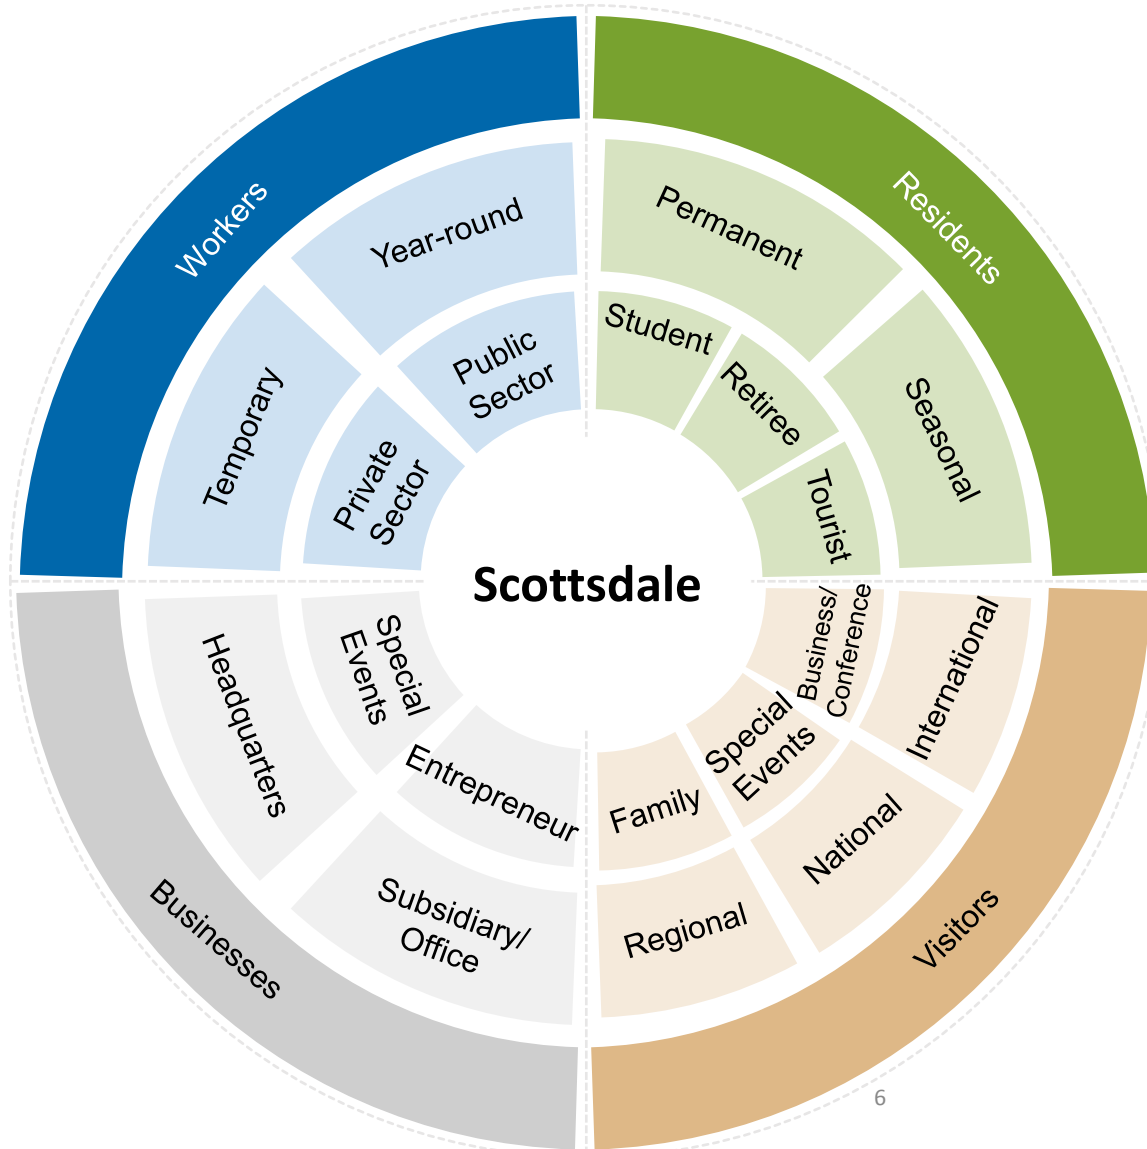 Workers
Residents
Year-round
Permanent
Temporary
Seasonal
Public
Sector
Student
Retiree
Private
Sector
Tourist
Scottsdale
Special
Events
Business/
Conference
International
Headquarters
Entrepreneur
Special
Events
Family
National
Subsidiary/
Office
Regional
Businesses
Visitors
6